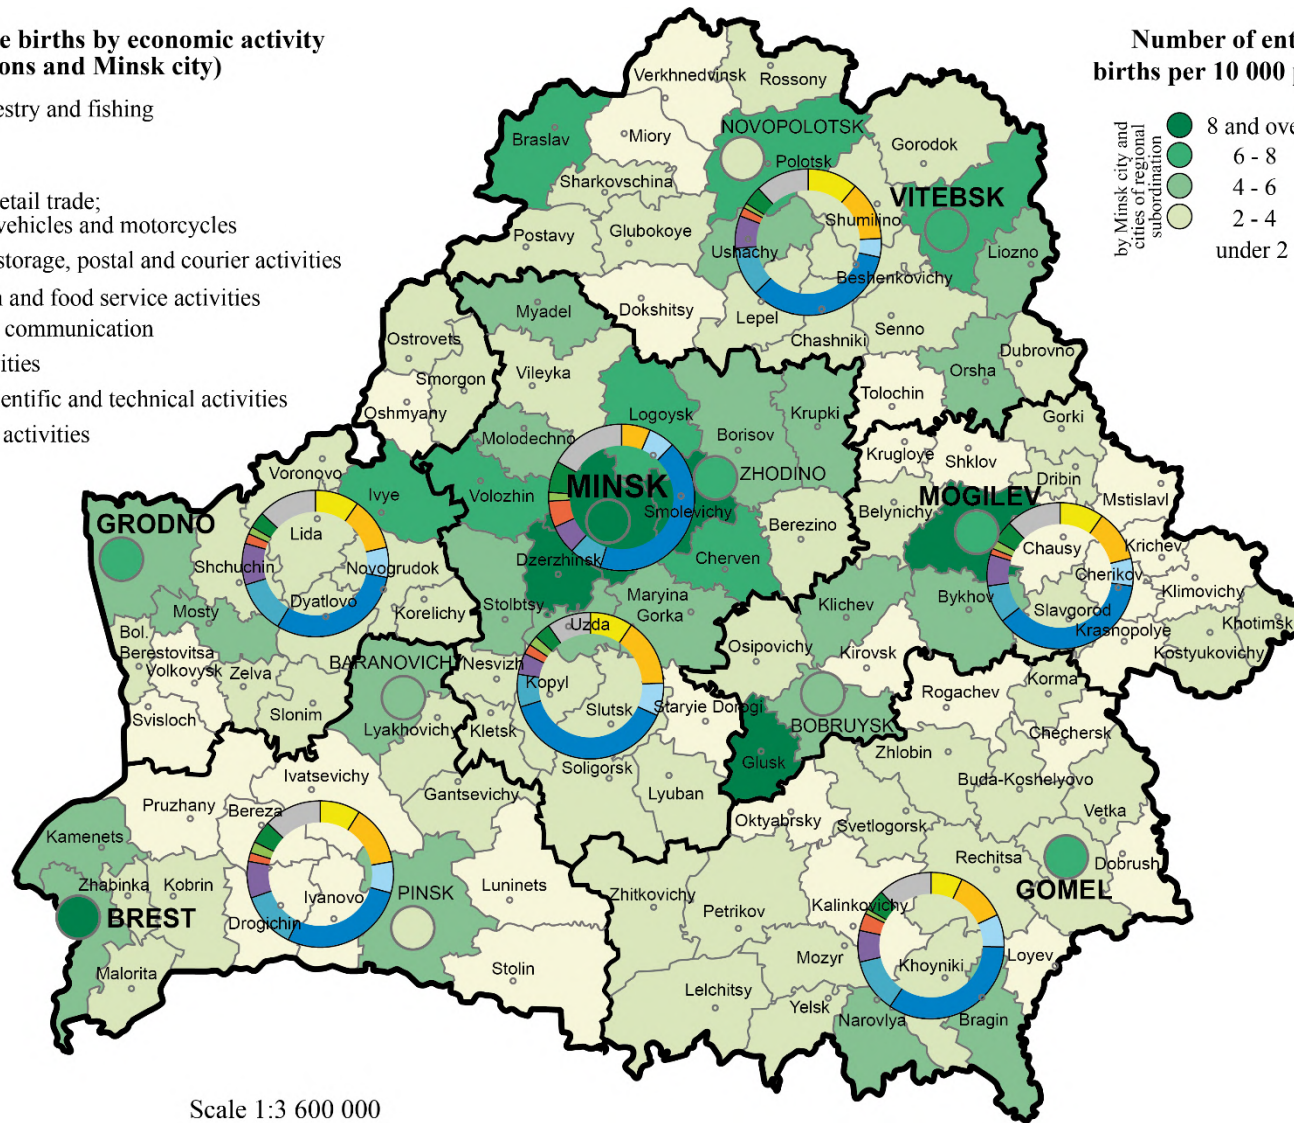 e births by economic activity
ons and Minsk city)
estry and fishing
etail trade;
vehicles and motorcycles
storage, postal and courier activities
n and food service activities
communication
ities
entific and technical activities
activities
Number of ent
births per 10 000 p
by Minsk city and
cities of regional
subordination
8 and ove
6 - 8
4 - 6
2 - 4
under 2
Verkhnedvinsk
Rossony
Braslav
Miory
NOVOPOLOTSK
Polotsk
Gorodok
Sharkovschina
VITEBSK
Shumilino
Postavy
Glubokoye
Ushachy
Liozno
Beshenkovichy
Myadel
Dokshitsy
Lepel
Senno
Chashniki
Ostrovets
Dubrovno
Orsha
Vileyka
Smorgon
Tolochin
Oshmyany
Logoysk
Krupki
Gorki
Molodechno
Borisov
Krugloye
Shklov
Voronovo
ZHODINO
Dribin
MINSK
Ivye
Volozhin
MOGILEV
Mstislavl
GRODNO
Smolevichy
Belynichy
Berezino
Lida
Chausy
Krichev
Dzerzhinsk
Cherven
Shchuchin
Novogrudok
Cherikov
Klimovichy
Maryina
Gorka
Bykhov
Dyatlovo
Stolbtsy
Klichev
Slavgorod
Mosty
Korelichy
Khotimsk
Uzda
Krasnopolye
Bol.
Berestovitsa
Osipovichy
Kirovsk
Kostyukovichy
BARANOVICHY
Nesvizh
Volkovysk
Zelva
Kopyl
Korma
Rogachev
Slonim
Slutsk
Staryie Dorogi
Svisloch
Lyakhovichy
Kletsk
BOBRUYSK
Chechersk
Zhlobin
Glusk
Soligorsk
Ivatsevichy
Buda-Koshelyovo
Gantsevichy
Lyuban
Pruzhany
Bereza
Vetka
Oktyabrsky
Svetlogorsk
Kamenets
Rechitsa
Dobrush
Zhabinka
Kobrin
Ivanovo
PINSK
Luninets
Zhitkovichy
GOMEL
Petrikov
Kalinkovichy
BREST
Drogichin
Mozyr
Loyev
Khoyniki
Malorita
Stolin
Lelchitsy
Yelsk
Narovlya
Bragin
Scale 1:3 600 000